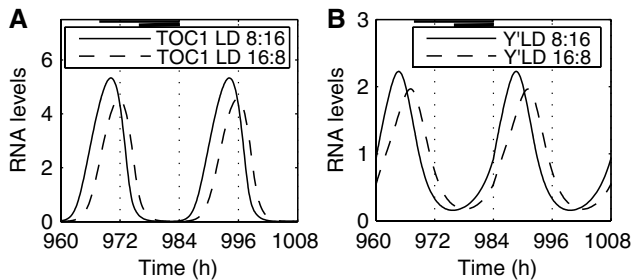 A
TOC1 LD 8:16
TOC1 LD 16:8
RNA levels
6
4
2
0
960 972 984 996 1008
Time (h)
B
Y'LD 8:16
Y'LD 16:8
RNA levels
3
2
1
0
960 972 984 996 1008
Time (h)